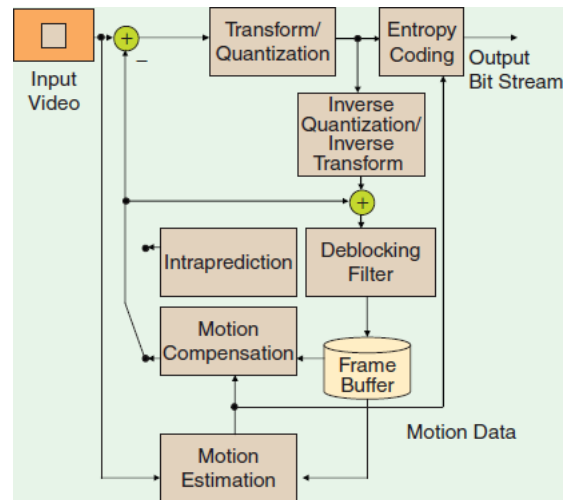 Input
Video
+
–
Transform/
Quantization
Entropy
Coding
Output
Bit Stream
Inverse
Quantization/
Inverse
Transform
+
Intraprediction
Deblocking
Filter
Motion
Compensation
Frame
Buffer
Motion Data
Motion
Estimation